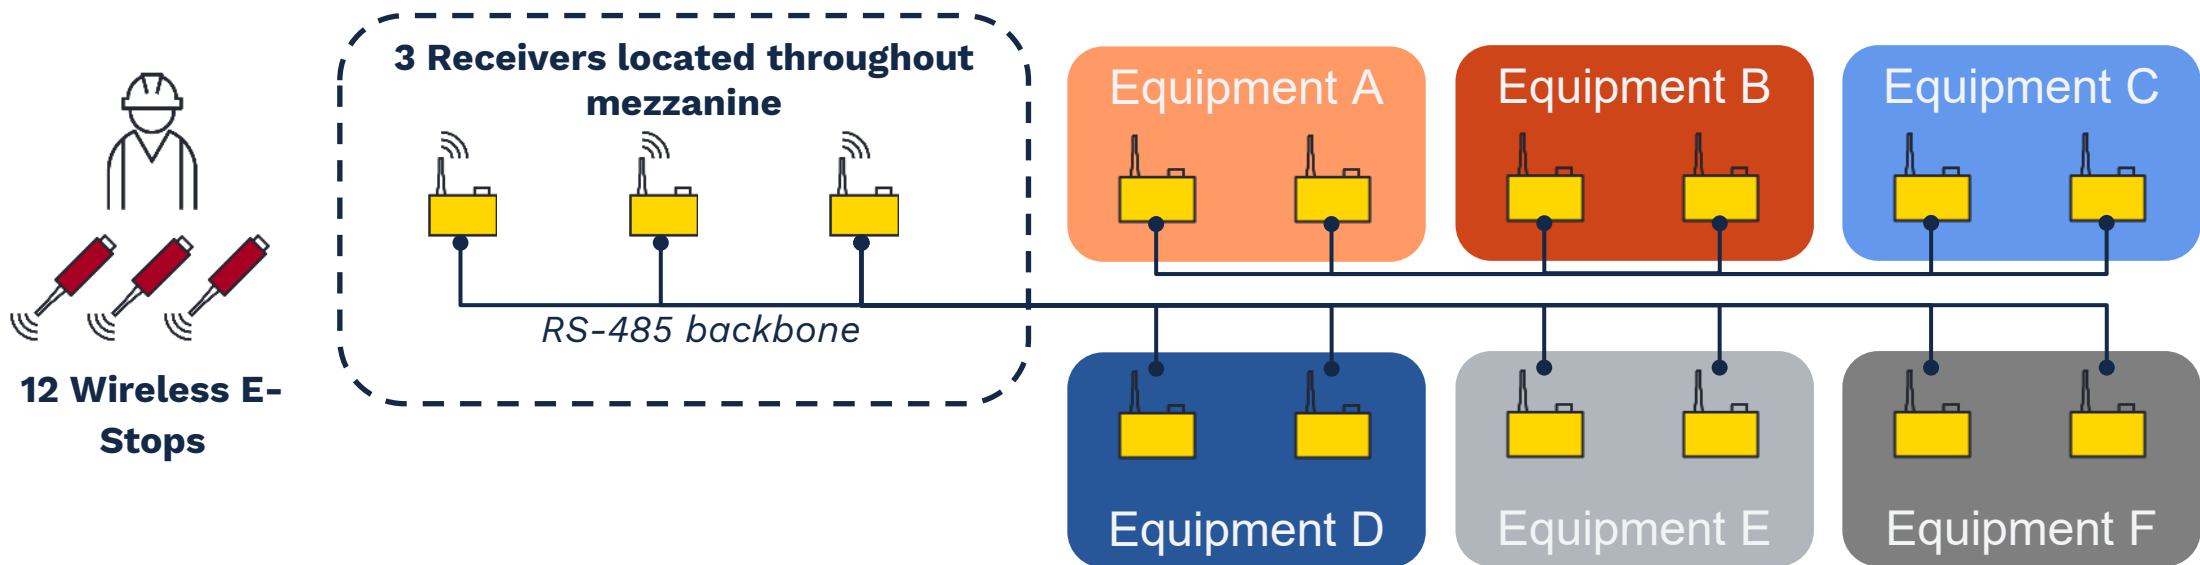 3 Receivers located throughout
mezzanine
RS-485 backbone
12 Wireless E-
Stops
Equipment A
Equipment B
Equipment C
Equipment D
Equipment E
Equipment F